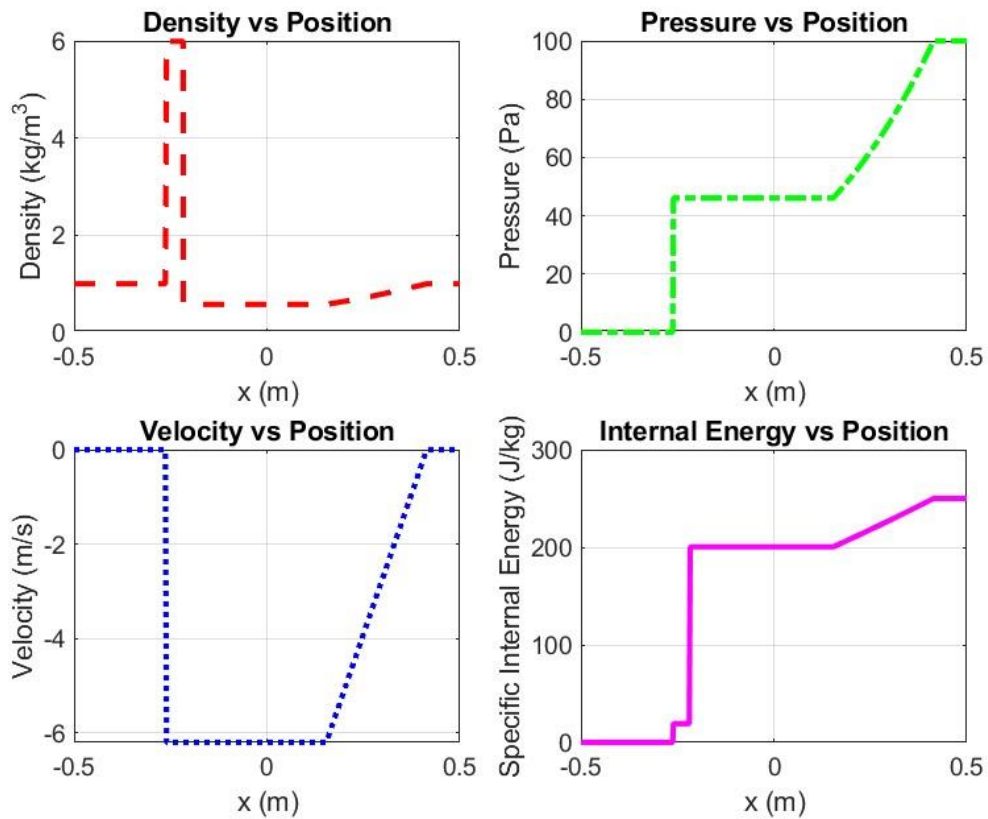 Density vs Position
Density (kg/m³)
6
4
2
0
-0.5
0
0.5
x (m)
Pressure vs Position
Pressure (Pa)
100
80
60
40
20
0
-0.5
0
0.5
x (m)
Velocity vs Position
Velocity (m/s)
0
-2
-4
-6
-0.5
0
0.5
x (m)
Internal Energy vs Position
Specific Internal Energy (J/kg)
300
200
100
0
-0.5
0
0.5
x (m)